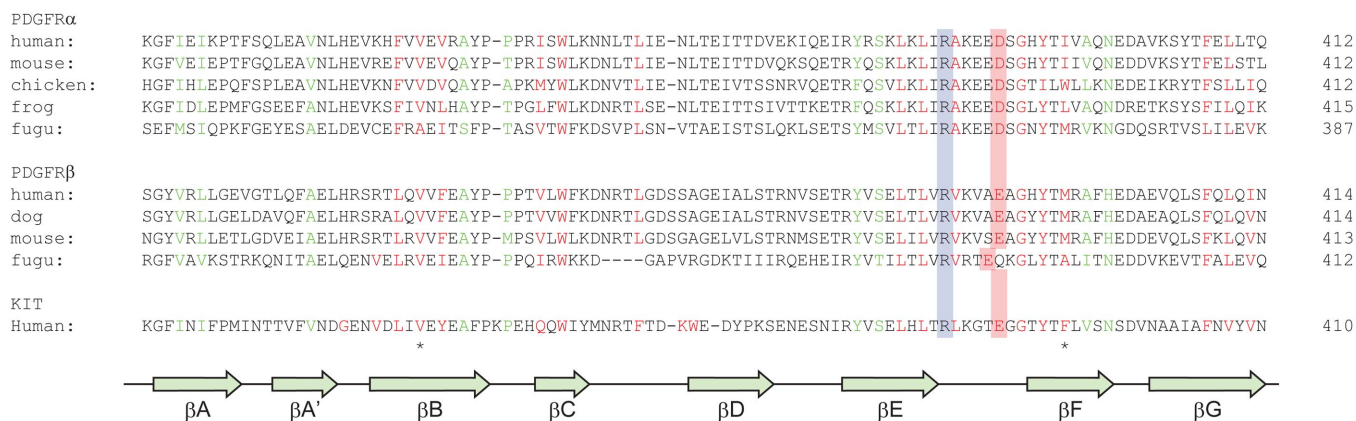 PDGFRα
human: KGFIEIKPTFSQLEAVNLHEVKHFVVEVRAYP-PPRISWLKNNLTLIE-NLTEITTDVEKIQEIRYRSKLKLIRAKEEDSGHYTIVAQNEDAVKSYTFELLTQ 412
mouse: KGFVEIEPTFGQLEAVNLHEVREFVVEVQAYP-TPRISWLKDNLTLIE-NLTEITTDVQKSQETRYQSKLKLIRAKEEDSGHYTIIVQNEDDVKSYTFELSTL 412
chicken: HGFIHLEPQFSPLEAVNLHEVKNFVVDVQAYP-APKMYWLKDNVTLIE-NLTEIVTSSNRVQETRFQSVLKLIRAKEEDSGTILWLLKNEDEIKRYTFSLLIQ 412
frog KGFIDLEPMFGSEEFANLHEVKSFIVNLHAYP-TPGLFWLKDNRTLSE-NLTEITTSIVTTKETRFQSKLKLIRAKEEDSGLYTLVAQNDRETKSYSFILQIK 415
fugu: SEFMSIQPKFGEYESAELDEVCEFRAEITSFP-TASVTWFKDSVPLSN-VTAEISTSLQKLSETSYMSVLTLIRAKEEDSGNYTMRVKNGDQSRTVSLILEVK 387
PDGFRβ
human: SGYVRLLGEVGTLQFAELHRSRTLQVVFEAYP-PPTVLWFKDNRTLGDSSAGEIALSTRNVSETRYVSELTLVRVKVAEAGHYTMRAFHEDAEVQLSFQLQIN 414
dog: SGYVRLLGELDAVQFAELHRSRALQVVFEAYP-PPTVVWFKDNRTLGDSSAGEIALSTRNVSETRYVSELTLVRVKVAEAGYYTMRAFHEDAEAQLSFQLQVN 414
mouse: NGYVRLLETLGDVEIAELHRSRTLRVVFEAYP-MPSVLWLKDNRTLGDSGAGELVLSTRNMSETRYVSELILVRVKVSEAGYYTMRAFHEDDEVQLSFKLQVN 413
fugu: RGFVAVKSTRKQNITAELQENVELRVEIEAYP-PPQIRWKKD----GAPVRGDKTIIIRQEHEIRYVTILTLVRVRTEQKGLYTALITNEDDVKEVTFALEVQ 412
KIT
Human: KGFINIFPMINTTVFVNDGENVDLIVEYEAFPKPEHQQWIYMNRTFTD-KWE-DYPKSENESNIRYVSELHLTRLKGTEGGTYTFLVSNSDVNAAIAFNVYVN 410
* *
βA βA’ βB βC βD βE βF βG